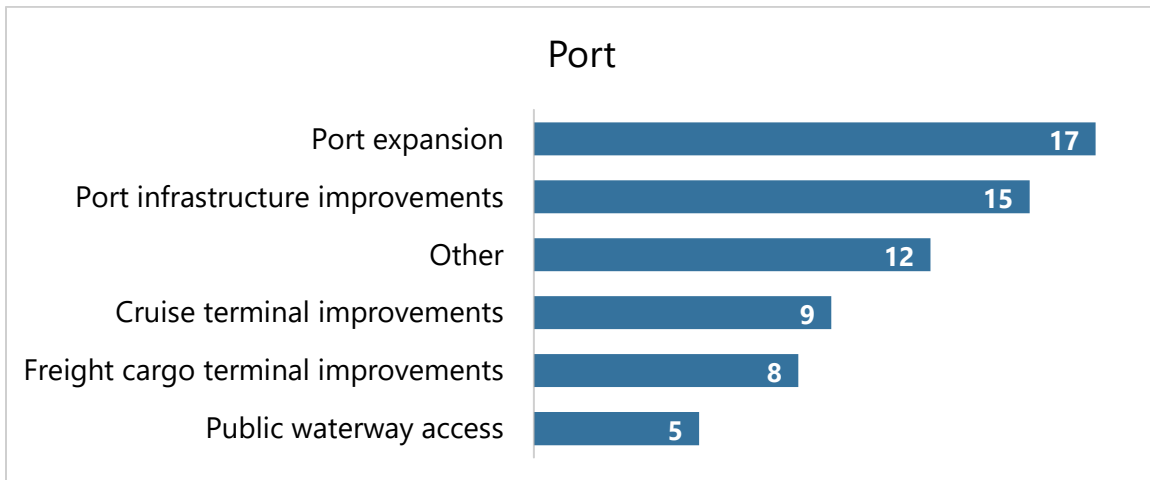 Port
Port expansion 17
Port infrastructure improvements 15
Other 12
Cruise terminal improvements 9
Freight cargo terminal improvements 8
Public waterway access 5